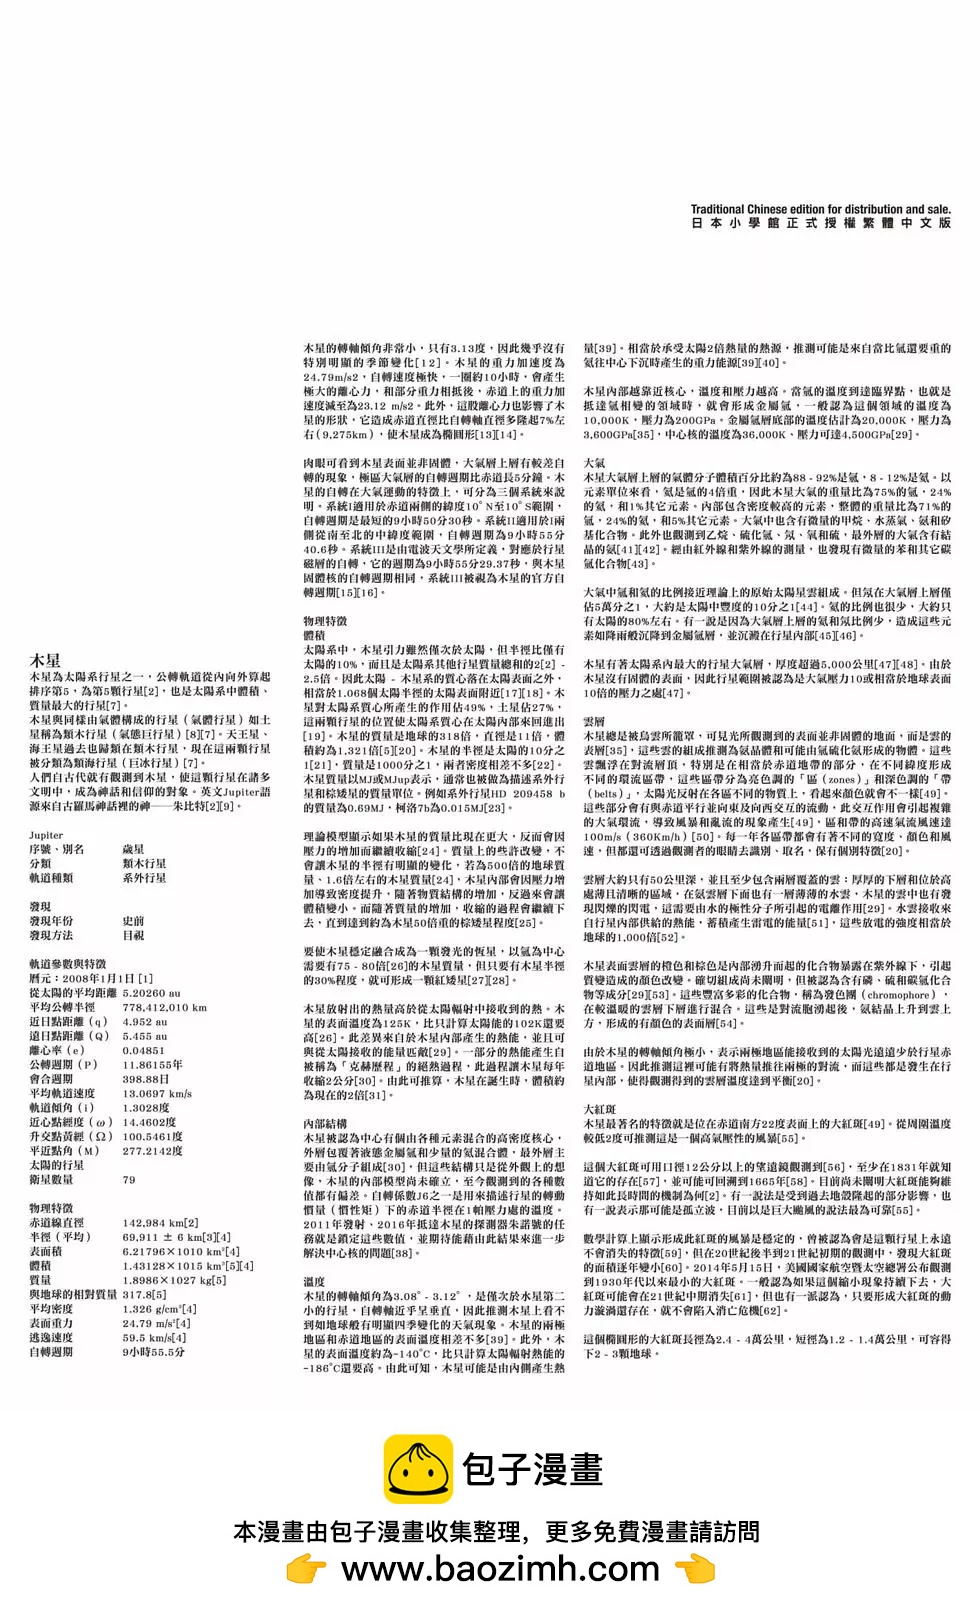 Traditional Chinese edition for distribution and sale.
日本小學館正式授權繁體中文版
木星
木星為太陽系行星之一，公轉軌道從內向外算起
排序第5，為第5顆行星[2]，也是太陽系中體積、
質量最大的行星[7]。
木星與同樣由氣體構成的行星（氣體行星）如土
星稱為類木行星（氣態巨行星）[8][7]。天王星、
海王星過去也歸類在類木行星，現在這兩顆行星
被分類為類海行星（巨冰行星）[7]。
人們自古代就有觀測到木星，使這顆行星在諸多
文明中，成為神話和信仰的對象。英文Jupiter語
源來自古羅馬神話裡的神──朱比特[2][9]。
Jupiter
序號、別名 歲星
分類 類木行星
軌道種類 系外行星
發現
發現年份 史前
發現方法 目視
軌道參數與特徵
曆元：2008年1月1日 [1]
從太陽的平均距離 5.20260 au
平均公轉半徑 778,412,010 km
近日點距離（q） 4.952 au
遠日點距離（Q） 5.455 au
離心率（e） 0.04851
公轉週期（P） 11.86155年
會合週期 398.88日
平均軌道速度 13.0697 km/s
軌道傾角（i） 1.3028度
近心點經度（ω） 14.4602度
升交點黃經（Ω） 100.5461度
平近點角（M） 277.2142度
太陽的行星
衛星數量 79
物理特徵
赤道線直徑 142,984 km[2]
半徑（平均） 69,911 ± 6 km[3][4]
表面積 6.21796×1010 km²[4]
體積 1.43128×1015 km³[5][4]
質量 1.8986×1027 kg[5]
與地球的相對質量 317.8[5]
平均密度 1.326 g/cm³[4]
表面重力 24.79 m/s²[4]
逃逸速度 59.5 km/s[4]
自轉週期 9小時55.5分
木星的轉軸傾角非常小，只有3.13度，因此幾乎沒有
特別明顯的季節變化[12]。木星的重力加速度為
24.79m/s2，自轉速度極快，一圈約10小時，會產生
極大的離心力，和部分重力相抵後，赤道上的重力加
速度減至為23.12 m/s2。此外，這股離心力也影響了木
星的形狀，它造成赤道直徑比自轉軸直徑多隆起7%左
右（9,275km），使木星成為橢圓形[13][14]。
肉眼可看到木星表面並非固體，大氣層上層有較差自
轉的現象，極區大氣層的自轉週期比赤道長5分鐘。木
星的自轉在大氣運動的特徵上，可分為三個系統來說
明。系統I適用於赤道兩側的緯度10°N至10°S範圍，
自轉週期是最短的9小時50分30秒。系統II適用於I兩
側從南至北的中緯度範圍，自轉週期為9小時55分
40.6秒。系統III是由電波天文學所定義，對應於行星
磁層的自轉，它的週期為9小時55分29.37秒，與木星
固體核的自轉週期相同，系統III被視為木星的官方自
轉週期[15][16]。
物理特徵
體積
太陽系中，木星引力雖然僅次於太陽，但半徑比僅有
太陽的10%，而且是太陽系其他行星質量總和的2[2] -
2.5倍。因此太陽 - 木星系的質心落在太陽表面之外，
相當於1.068個太陽半徑的太陽表面附近[17][18]。木
星對太陽系質心所產生的作用佔49%，土星佔27%，
這兩顆行星的位置使太陽系質心在太陽內部來回進出
[19]。木星的質量是地球的318倍，直徑是11倍，體
積約為1,321倍[5][20]。木星的半徑是太陽的10分之
1[21]，質量是1000分之1，兩者密度相差不多[22]。
木星質量以MJ或MJup表示，通常也被做為描述系外行
星和棕矮星的質量單位。例如系外行星HD 209458 b
的質量為0.69MJ，柯洛7b為0.015MJ[23]。
理論模型顯示如果木星的質量比現在更大，反而會因
壓力的增加而繼續收縮[24]。質量上的些許改變，不
會讓木星的半徑有明顯的變化，若為500倍的地球質
量、1.6倍左右的木星質量[24]，木星內部會因壓力增
加導致密度提升，隨著物質結構的增加，反過來會讓
體積變小。而隨著質量的增加，收縮的過程會繼續下
去，直到達到約為木星50倍重的棕矮星程度[25]。
要使木星穩定融合成為一顆發光的恆星，以氫為中心
需要有75 - 80倍[26]的木星質量，但只要有木星半徑
的30%程度，就可形成一顆紅矮星[27][28]。
木星放射出的熱量高於從太陽幅射中接收到的熱。木
星的表面溫度為125K，比只計算太陽能的102K還要
高[26]。此差異來自於木星內部產生的熱能，並且可
與從太陽接收的能量匹敵[29]。一部分的熱能產生自
被稱為「克赫歷程」的絕熱過程，此過程讓木星每年
收縮2公分[30]。由此可推算，木星在誕生時，體積約
為現在的2倍[31]。
內部結構
木星被認為中心有個由各種元素混合的高密度核心，
外層包覆著液態金屬氫和少量的氦混合體，最外層主
要由氫分子組成[30]，但這些結構只是從外觀上的想
像，木星的內部模型尚未確立，至今觀測到的各種數
值都有偏差。自轉係數J6之一是用來描述行星的轉動
慣量（慣性矩）下的赤道半徑在1帕壓力處的溫度。
2011年發射、2016年抵達木星的探測器朱諾號的任
務就是鎖定這些數值，並期待能藉由此結果來進一步
解決中心核的問題[38]。
溫度
木星的轉軸傾角為3.08° - 3.12°，是僅次於水星第二
小的行星，自轉軸近乎呈垂直，因此推測木星上看不
到如地球般有明顯四季變化的天氣現象。木星的兩極
地區和赤道地區的表面溫度相差不多[39]。此外，木
星的表面溫度約為-140°C，比只計算太陽輻射熱能的
-186°C還要高。由此可知，木星可能是由內側產生熱
量[39]。相當於承受太陽2倍熱量的熱源，推測可能是來自當比氫還要重的
氦往中心下沉時產生的重力能源[39][40]。
木星內部越靠近核心，溫度和壓力越高。當氫的溫度到達臨界點，也就是
抵達氫相變的領域時，就會形成金屬氫，一般認為這個領域的溫度為
10,000K，壓力為200GPa。金屬氫層底部的溫度估計為20,000K，壓力為
3,600GPa[35]，中心核的溫度為36,000K、壓力可達4,500GPa[29]。
大氣
木星大氣層上層的氣體分子體積百分比約為88 - 92%是氫，8 - 12%是氦。以
元素單位來看，氦是氫的4倍重，因此木星大氣的重量比為75%的氫，24%
的氦，和1%其它元素。內部包含密度較高的元素，整體的重量比為71%的
氫，24%的氦，和5%其它元素。大氣中也含有微量的甲烷、水蒸氣、氨和矽
基化合物。此外也觀測到乙烷、硫化氫、氖、氧和硫，最外層的大氣含有結
晶的氨[41][42]。經由紅外線和紫外線的測量，也發現有微量的苯和其它碳
氫化合物[43]。
大氣中氫和氦的比例接近理論上的原始太陽星雲組成。但氖在大氣層上層僅
佔5萬分之1，大約是太陽中豐度的10分之1[44]。氦的比例也很少，大約只
有太陽的80%左右。有一說是因為大氣層上層的氦和氖比例少，造成這些元
素如降雨般沉降到金屬氫層，並沉澱在行星內部[45][46]。
木星有著太陽系內最大的行星大氣層，厚度超過5,000公里[47][48]。由於
木星沒有固體的表面，因此行星範圍被認為是大氣壓力10或相當於地球表面
10倍的壓力之處[47]。
雲層
木星總是被烏雲所籠罩，可見光所觀測到的表面並非固體的地面，而是雲的
表層[35]，這些雲的組成推測為氨晶體和可能由氫硫化氨形成的物體。這些
雲飄浮在對流層頂，特別是在相當於赤道地帶的部分，在不同緯度形成
不同的環流區帶，這些區帶分為亮色調的「區（zones）」和深色調的「帶
（belts）」，太陽光反射在各區不同的物質上，看起來顏色就會不一樣[49]。
這些部分會有與赤道平行並向東及向西交互的流動，此交互作用會引起複雜
的大氣環流，導致風暴和亂流的現象產生[49]，區和帶的高速氣流風速達
100m/s（360Km/h）[50]。每一年各區帶都會有著不同的寬度、顏色和風
速，但都還可透過觀測者的眼睛去識別、取名，保有個別特徵[20]。
雲層大約只有50公里深，並且至少包含兩層覆蓋的雲：厚厚的下層和位於高
處薄且清晰的區域，在氨雲層下面也有一層薄薄的水雲，木星的雲中也有發
現閃爍的閃電，這需要由水的極性分子所引起的電離作用[29]。水雲接收來
自行星內部供給的熱能，蓄積產生雷電的能量[51]，這些放電的強度相當於
地球的1,000倍[52]。
木星表面雲層的橙色和棕色是內部湧升而起的化合物暴露在紫外線下，引起
質變造成的顏色改變。確切組成尚未闡明，但被認為含有磷、硫和碳氫化合
物等成分[29][53]。這些豐富多彩的化合物，稱為發色團（chromophore），
在較溫暖的雲層下層進行混合。這些是對流胞湧起後，氨結晶上升到雲上
方，形成的有顏色的表面層[54]。
由於木星的轉軸傾角極小，表示兩極地區能接收到的太陽光遠遠少於行星赤
道地區。因此推測這裡可能有將熱量推往兩極的對流，而這些都是發生在行
星內部，使得觀測得到的雲層溫度達到平衡[20]。
大紅斑
木星最著名的特徵就是位在赤道南方22度表面上的大紅斑[49]。從周圍溫度
較低2度可推測這是一個高氣壓性的風暴[55]。
這個大紅斑可用口徑12公分以上的望遠鏡觀測到[56]，至少在1831年就知
道它的存在[57]，並可能可回溯到1665年[58]。目前尚未闡明大紅斑能夠維
持如此長時間的機制為何[2]。有一說法是受到過去地殼隆起的部分影響，也
有一說表示那可能是孤立波，目前以是巨大颱風的說法最為可靠[55]。
數學計算上顯示形成此紅斑的風暴是穩定的，曾被認為會是這顆行星上永遠
不會消失的特徵[59]，但在20世紀後半到21世紀初期的觀測中，發現大紅斑
的面積逐年變小[60]。2014年5月15日，美國國家航空暨太空總署公布觀測
到1930年代以來最小的大紅斑。一般認為如果這個縮小現象持續下去，大
紅斑可能會在21世紀中期消失[61]，但也有一派認為，只要形成大紅斑的動
力漩渦還存在，就不會陷入消亡危機[62]。
這個橢圓形的大紅斑長徑為2.4 - 4萬公里，短徑為1.2 - 1.4萬公里，可容得
下2 - 3顆地球。
包子漫畫
本漫畫由包子漫畫收集整理，更多免費漫畫請訪問
www.baozimh.com